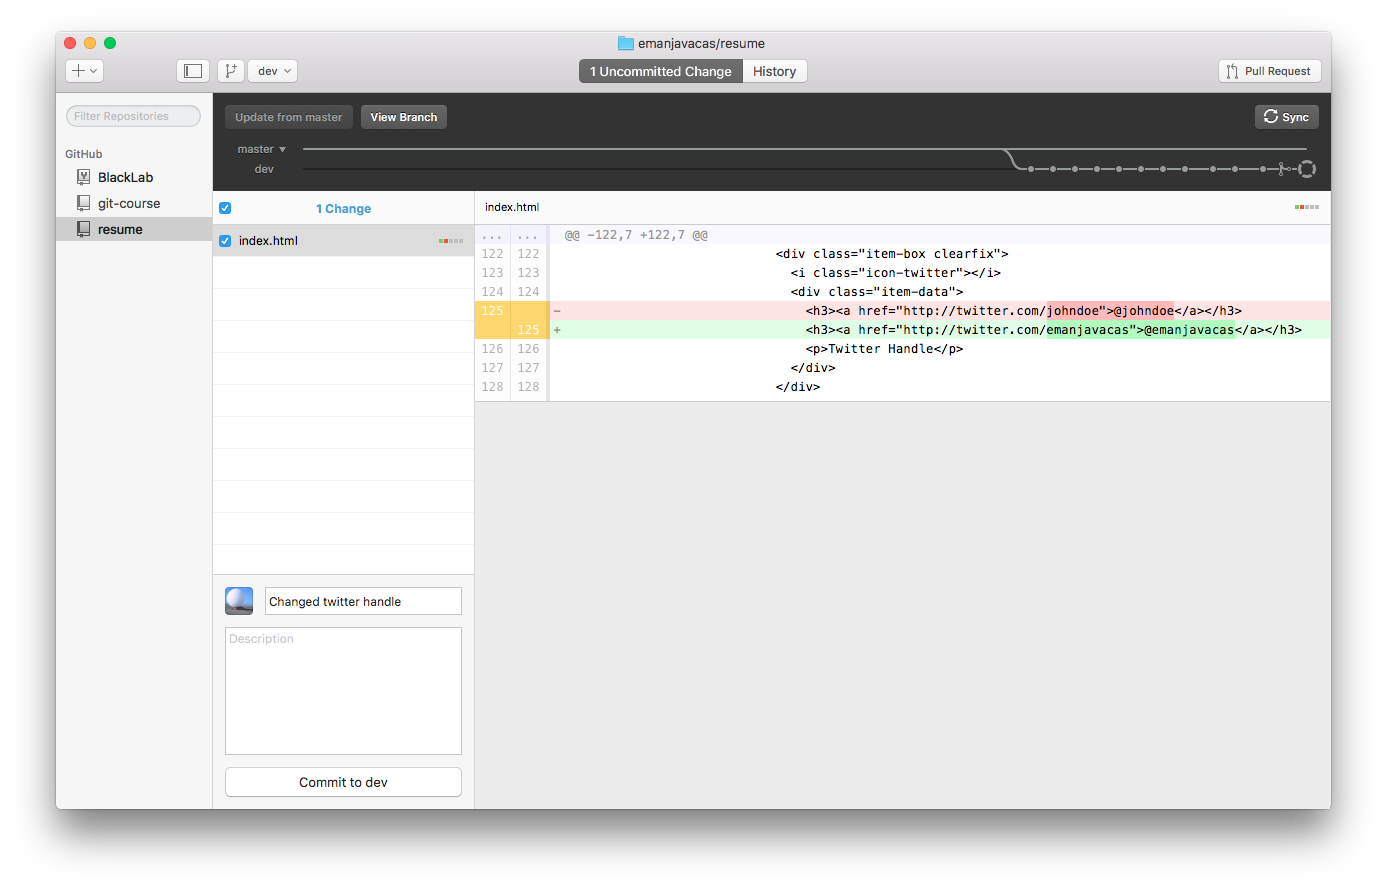 emanjavacas/resume
dev
1 Uncommitted Change
History
Pull Request
Filter Repositories
GitHub
BlackLab
git-course
resume
Update from master
View Branch
Sync
master
dev
1 Change
index.html
Changed twitter handle
Description
Commit to dev
index.html
... ... @@ -122,7 +122,7 @@
122 122 <div class="item-box clearfix">
123 123 <i class="icon-twitter"></i>
124 124 <div class="item-data">
125 - <h3><a href="http://twitter.com/johndoe">@johndoe</a></h3>
125 + <h3><a href="http://twitter.com/emanjavacas">@emanjavacas</a></h3>
126 126 <p>Twitter Handle</p>
127 127 </div>
128 128 </div>